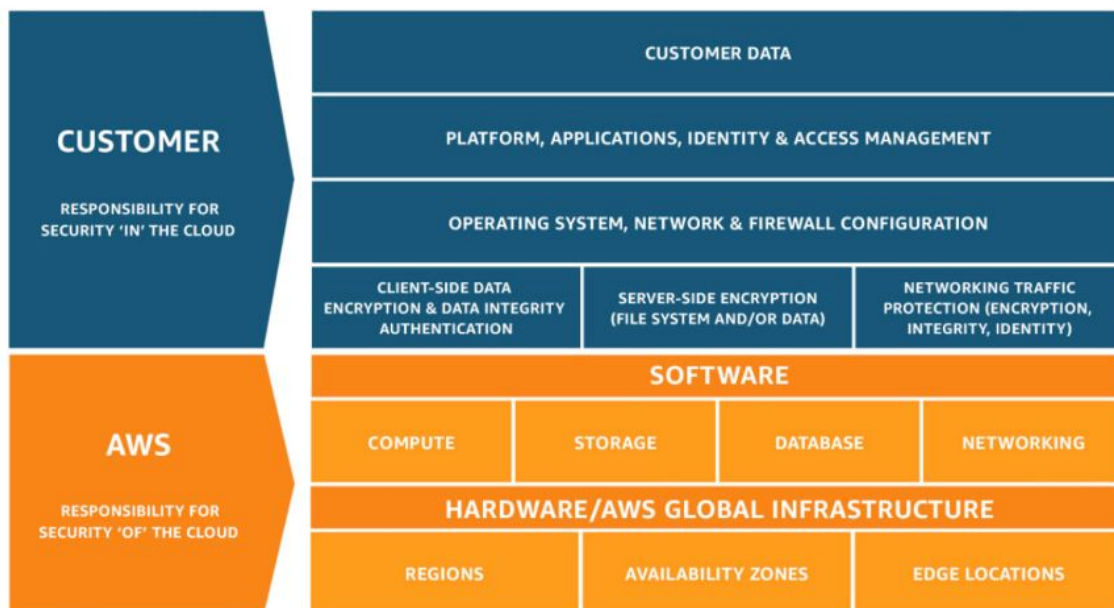 CUSTOMER
RESPONSIBILITY FOR
SECURITY ‘IN’ THE CLOUD
CUSTOMER DATA
PLATFORM, APPLICATIONS, IDENTITY & ACCESS MANAGEMENT
OPERATING SYSTEM, NETWORK & FIREWALL CONFIGURATION
CLIENT-SIDE DATA
ENCRYPTION & DATA INTEGRITY
AUTHENTICATION
SERVER-SIDE ENCRYPTION
(FILE SYSTEM AND/OR DATA)
NETWORKING TRAFFIC
PROTECTION (ENCRYPTION,
INTEGRITY, IDENTITY)
AWS
RESPONSIBILITY FOR
SECURITY ‘OF’ THE CLOUD
SOFTWARE
COMPUTE
STORAGE
DATABASE
NETWORKING
HARDWARE/AWS GLOBAL INFRASTRUCTURE
REGIONS
AVAILABILITY ZONES
EDGE LOCATIONS